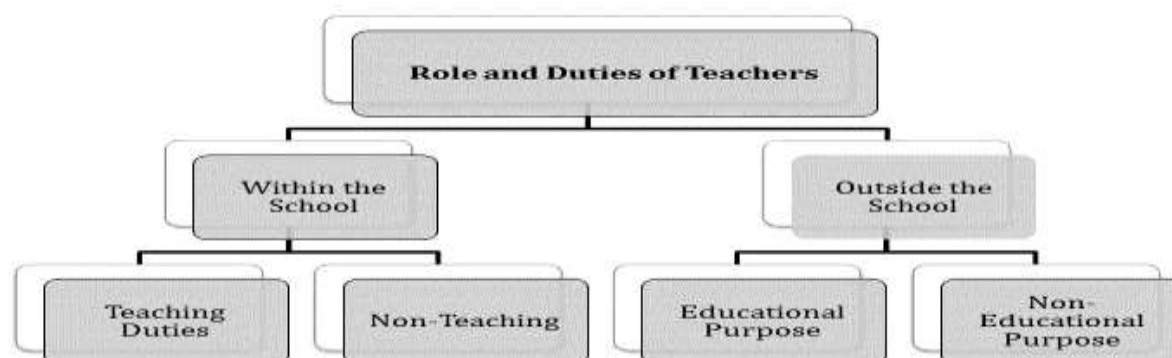 Role and Duties of Teachers
Within the
School
Outside the
School
Teaching
Duties
Non-Teaching
Educational
Purpose
Non-
Educational
Purpose